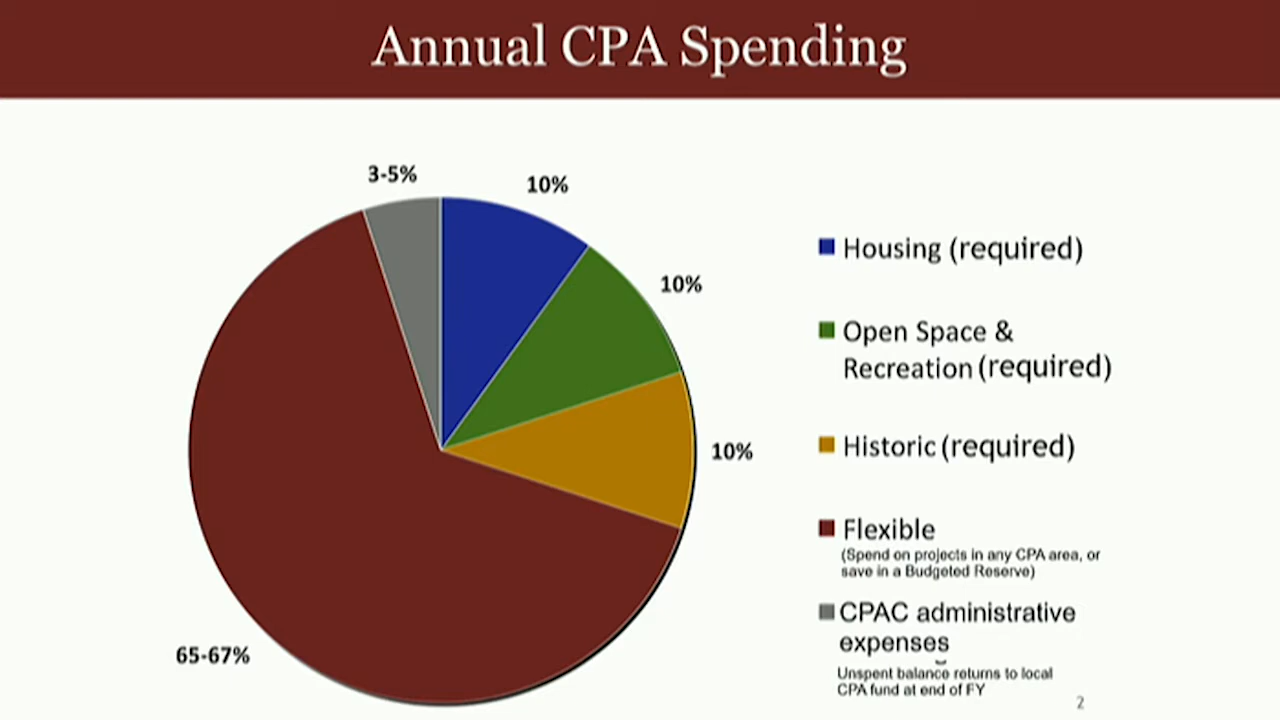 Annual CPA Spending
3-5%
10%
10%
10%
65-67%
Housing (required)
Open Space &
Recreation (required)
Historic (required)
Flexible
(Spend on projects in any CPA area, or
save in a Budgeted Reserve)
CPAC administrative
expenses
Unspent balance returns to local
CPA fund at end of FY
2